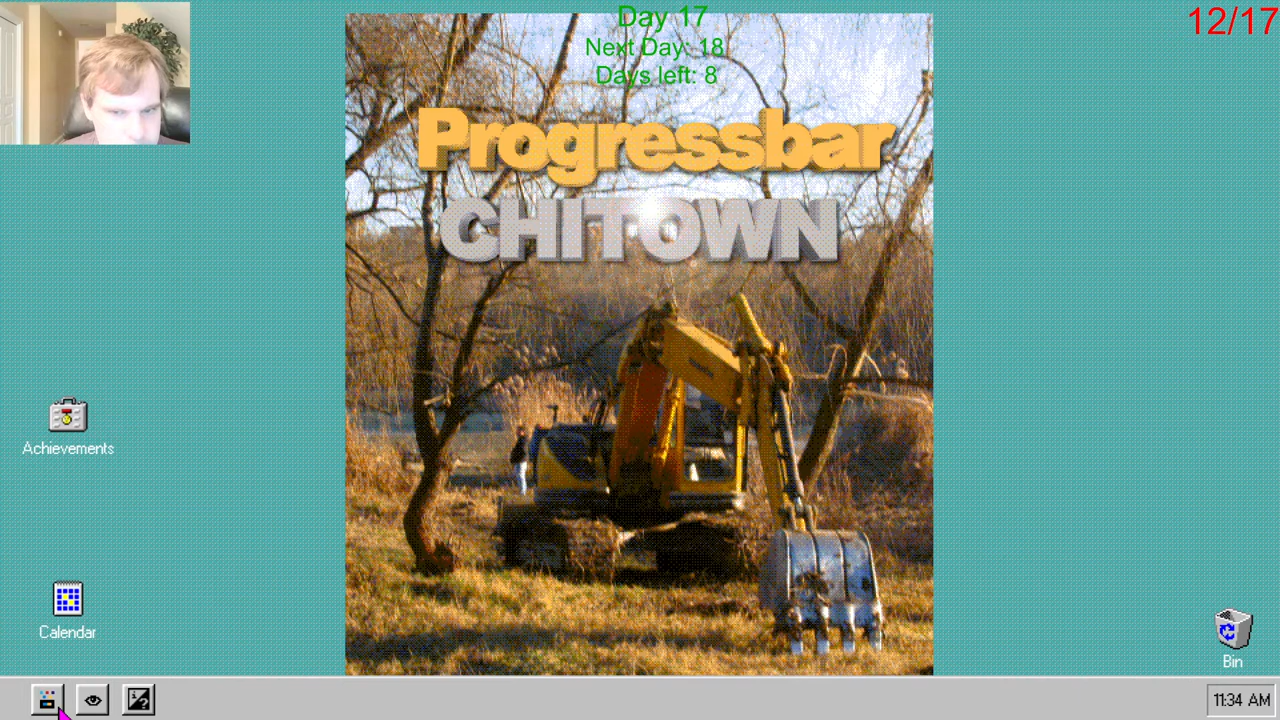 Day 17
Next Day: 18
Days left: 8
12/17
Progressbar
CHITOWN
Achievements
Calendar
Bin
11:34 AM